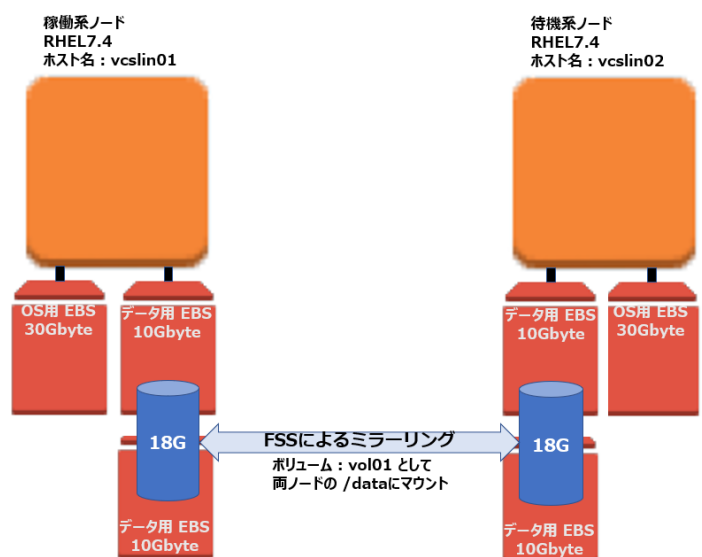 稼働系ノード
RHEL7.4
ホスト名：vcslin01
待機系ノード
RHEL7.4
ホスト名：vcslin02
OS用 EBS
30Gbyte
データ用 EBS
10Gbyte
データ用 EBS
10Gbyte
OS用 EBS
30Gbyte
18G
FSSによるミラーリング
18G
ボリューム：vol01 として
両ノードの /dataにマウント
データ用 EBS
10Gbyte
データ用 EBS
10Gbyte